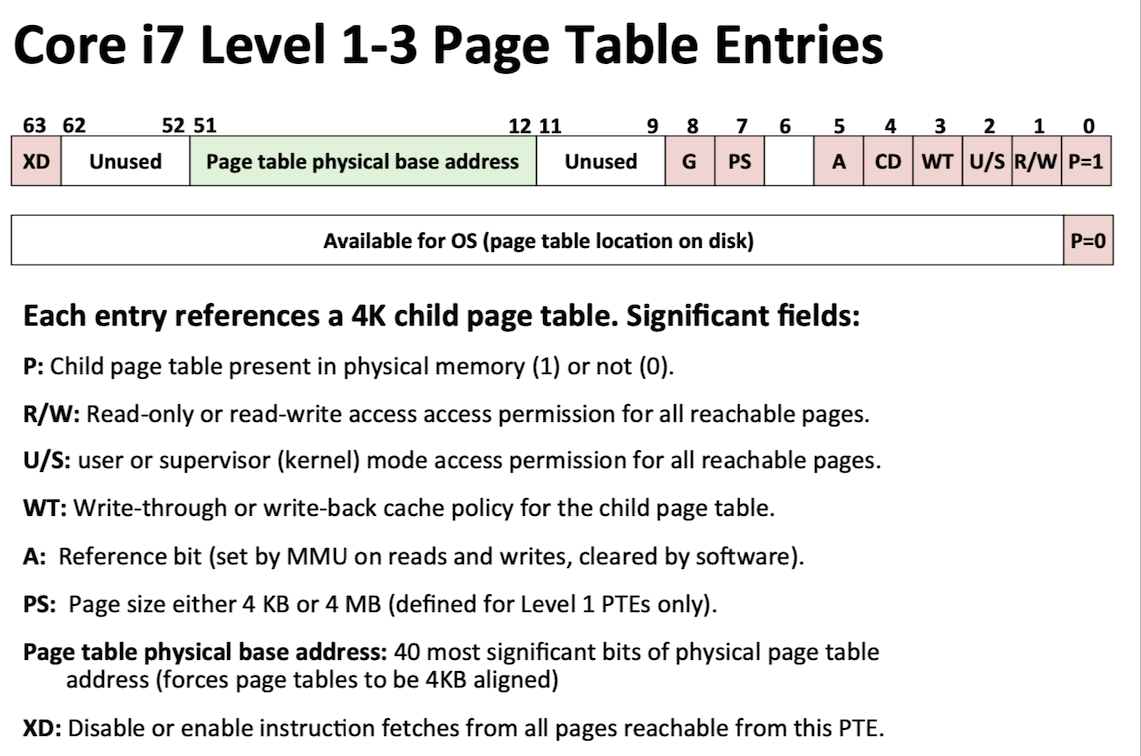 Core i7 Level 1-3 Page Table Entries
63 62 52 51 12 11 9 8 7 6 5 4 3 2 1 0
XD Unused Page table physical base address Unused G PS A CD WT U/S R/W P=1
Available for OS (page table location on disk) P=0
Each entry references a 4K child page table. Significant fields:
P: Child page table present in physical memory (1) or not (0).
R/W: Read-only or read-write access access permission for all reachable pages.
U/S: user or supervisor (kernel) mode access permission for all reachable pages.
WT: Write-through or write-back cache policy for the child page table.
A: Reference bit (set by MMU on reads and writes, cleared by software).
PS: Page size either 4 KB or 4 MB (defined for Level 1 PTEs only).
Page table physical base address: 40 most significant bits of physical page table
address (forces page tables to be 4KB aligned)
XD: Disable or enable instruction fetches from all pages reachable from this PTE.